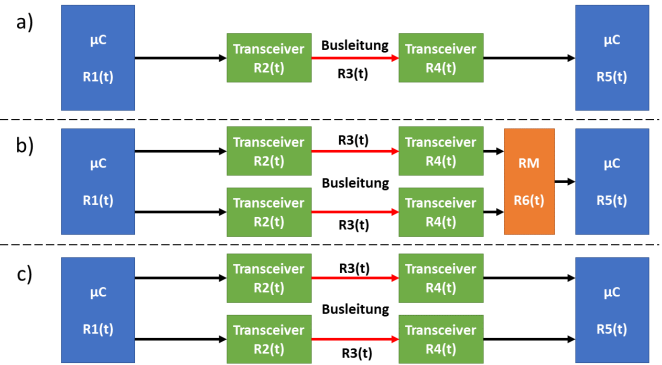 a)
µC
R1(t)
Transceiver
R2(t)
Busleitung
R3(t)
Transceiver
R4(t)
µC
R5(t)
b)
µC
R1(t)
Transceiver
R2(t)
R3(t)
Transceiver
R4(t)
Busleitung
Transceiver
R2(t)
R3(t)
Transceiver
R4(t)
RM
R6(t)
µC
R5(t)
c)
µC
R1(t)
Transceiver
R2(t)
R3(t)
Transceiver
R4(t)
Busleitung
Transceiver
R2(t)
R3(t)
Transceiver
R4(t)
µC
R5(t)